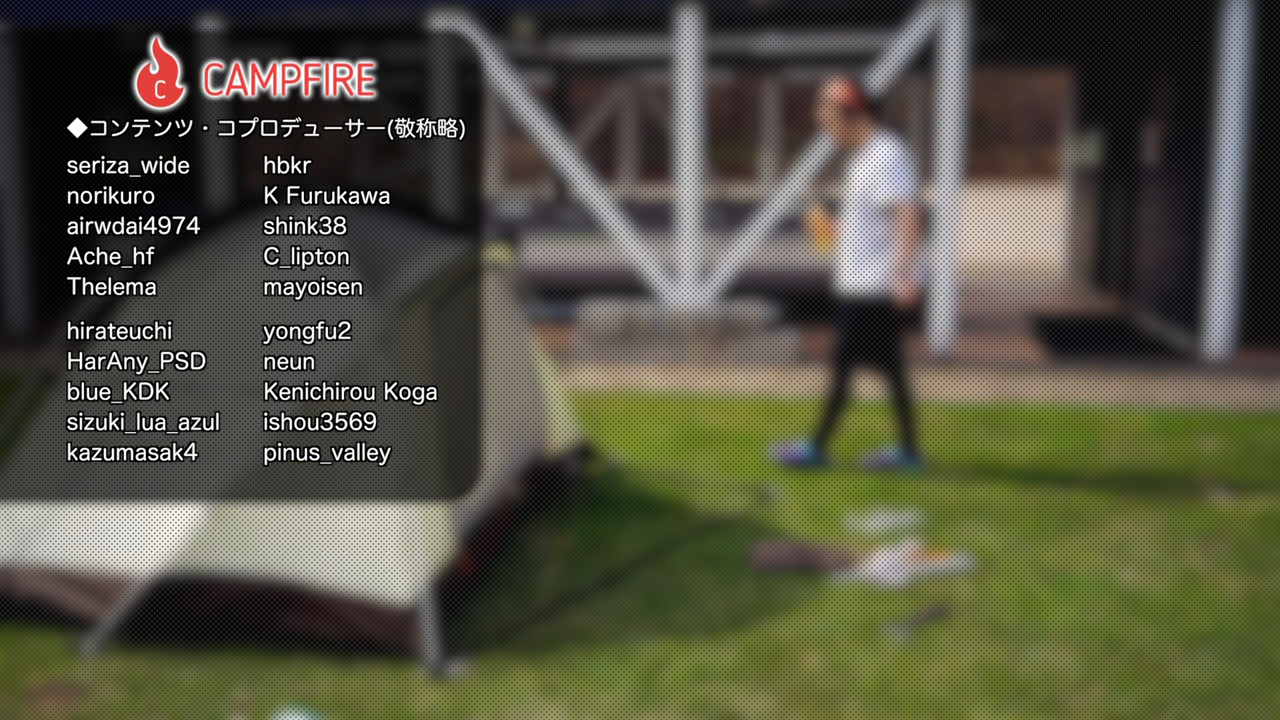 CAMPFIRE
◆コンテンツ・コプロデューサー(敬称略)
seriza_wide
norikuro
airwdai4974
Ache_hf
Thelema
hirateuchi
HarAny_PSD
blue_KDK
sizuki_lua_azul
kazumasak4
hbkr
K Furukawa
shink38
C_lipton
mayoisen
yongfu2
neun
Kenichirou Koga
ishou3569
pinus_valley